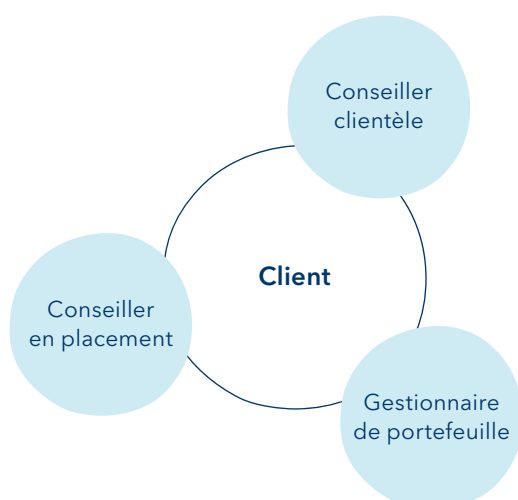 Conseiller
clientèle
Client
Conseiller
en placement
Gestionnaire
de portefeuille